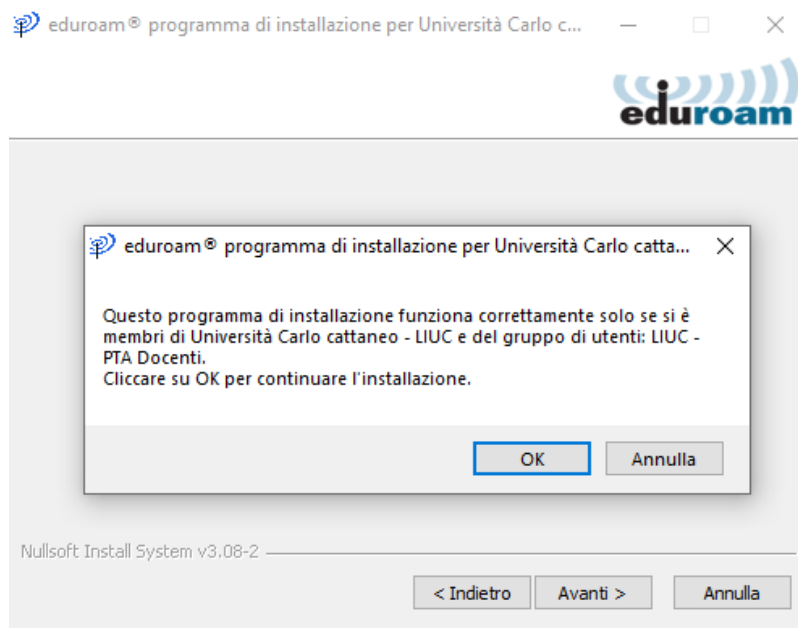 eduroam® programma di installazione per Università Carlo c...
eduroam
eduroam® programma di installazione per Università Carlo catta...
Questo programma di installazione funziona correttamente solo se si è
membri di Università Carlo cattaneo - LIUC e del gruppo di utenti: LIUC -
PTA Docenti.
Cliccare su OK per continuare l'installazione.
OK Annulla
Nullsoft Install System v3.08-2
< Indietro Avanti > Annulla